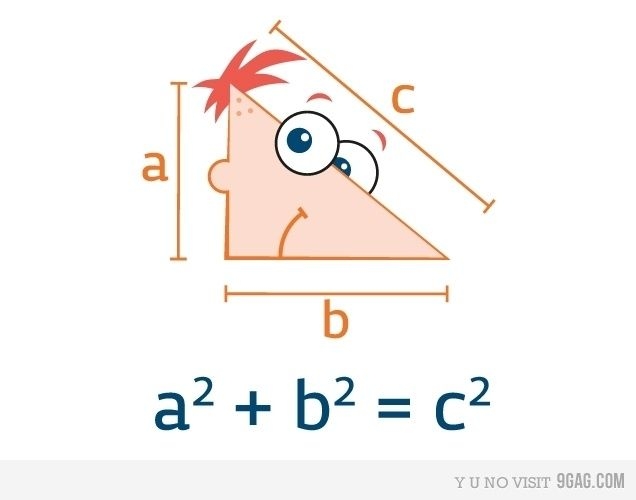 c
a
b
a² + b² = c²
Y U NO VISIT 9GAG.COM